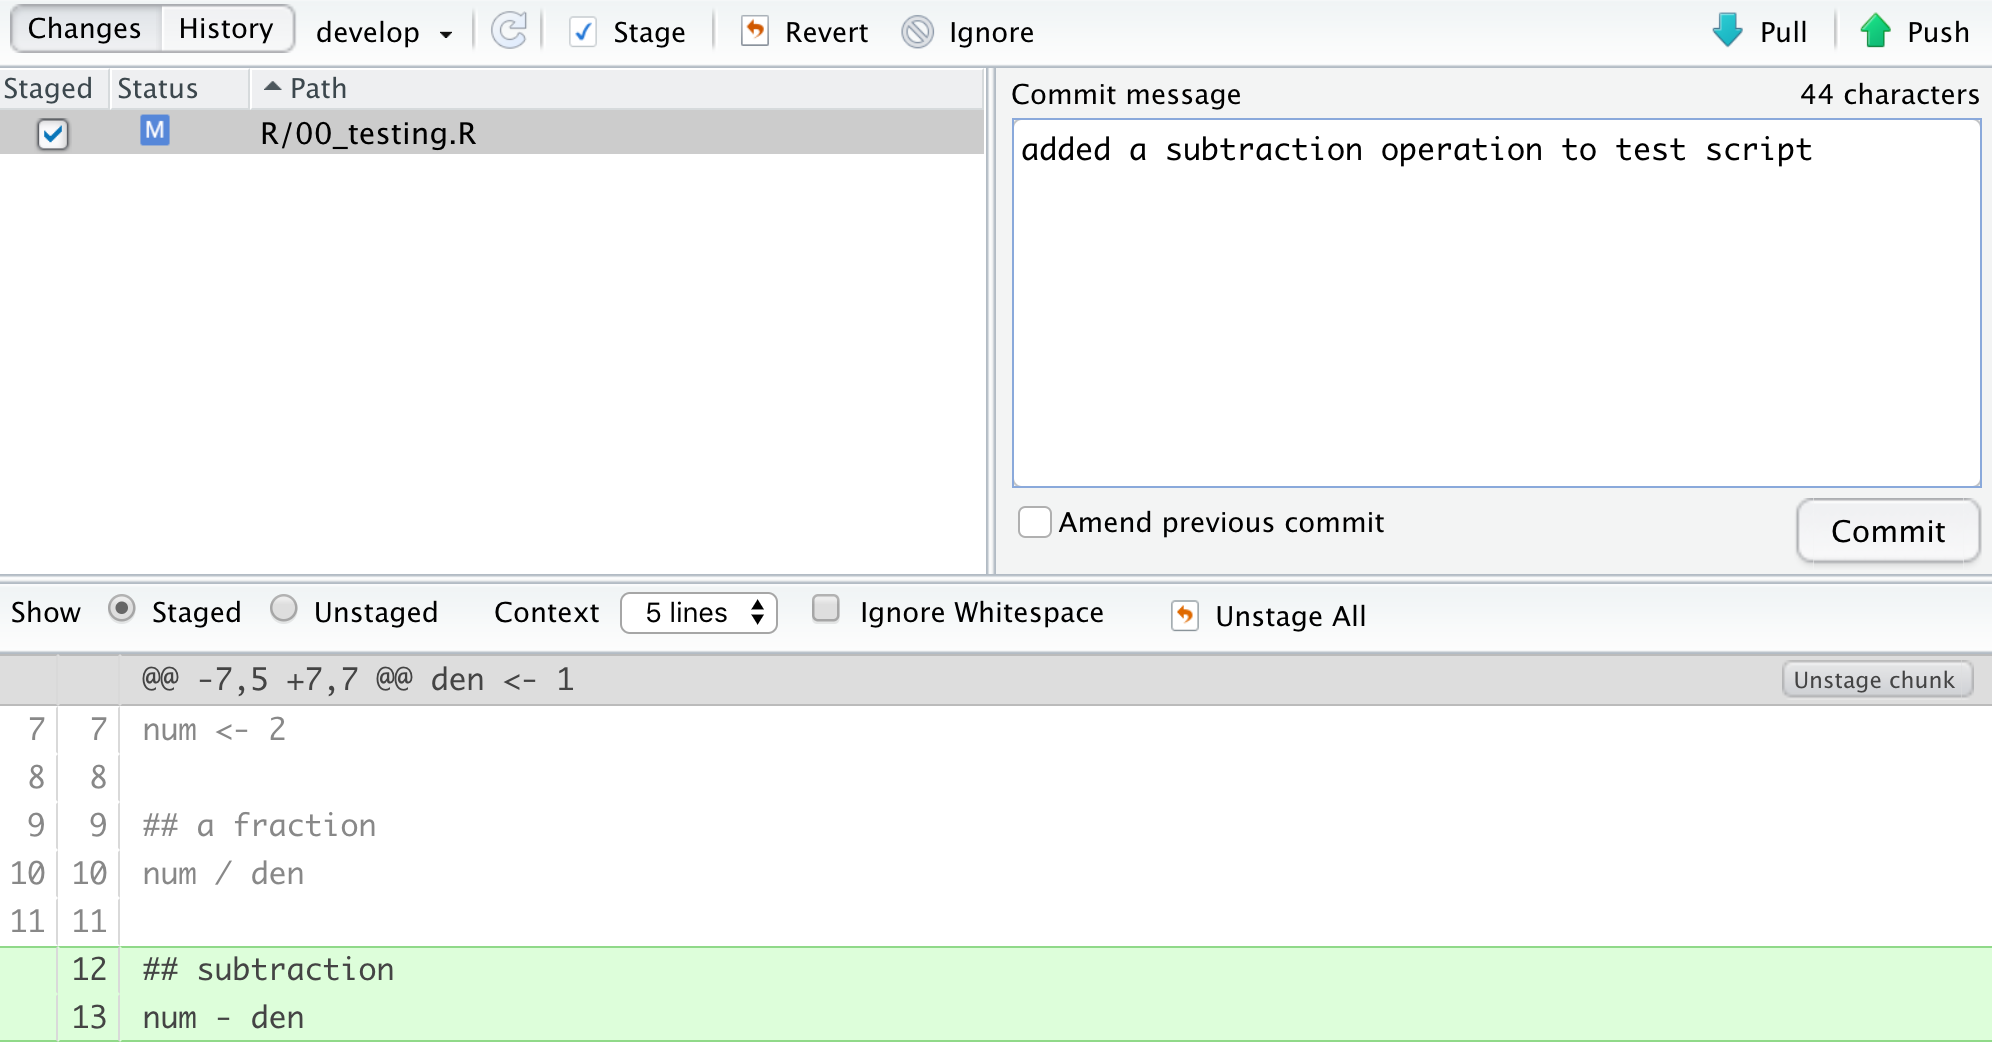 Changes History develop Stage Revert Ignore Pull Push
Staged Status Path
M R/00_testing.R
Commit message 44 characters
added a subtraction operation to test script
Amend previous commit
Commit
Show Staged Unstaged Context 5 lines Ignore Whitespace Unstage All
@@ -7,5 +7,7 @@ den <- 1 Unstage chunk
7 7 num <- 2
8 8
9 9 ## a fraction
10 10 num / den
11 11
12 ## subtraction
13 num - den